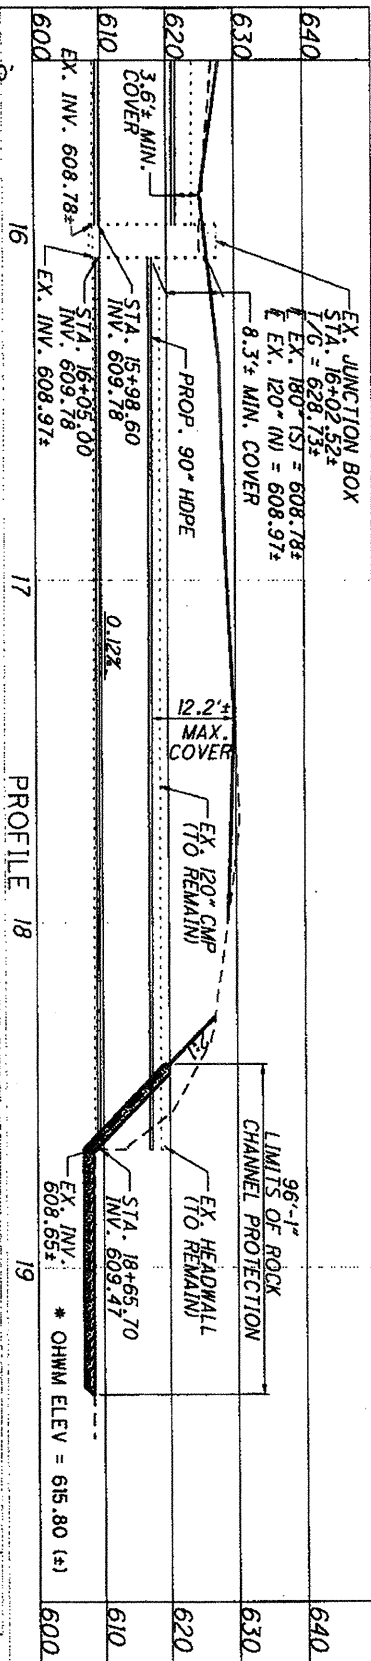 640
630
620
610
600
EX. JUNCTION BOX
STA. 16+02.52±
T/G = 628.73±
℄ EX. 180" (S) = 608.78±
℄ EX. 120" (N) = 608.97±
8.3'± MIN. COVER
3.6'± MIN.
COVER
PROP. 90" HDPE
12.2'±
MAX.
COVER
EX. 120" CMP
(TO REMAIN)
96'-1"
LIMITS OF ROCK
CHANNEL PROTECTION
EX. HEADWALL
(TO REMAIN)
0.12%
STA. 15+98.60
INV. 609.78
EX. INV. 608.78±
STA. 16+05.00
INV. 609.78
EX. INV. 608.97±
STA. 18+65.70
INV. 609.47
EX. INV.
608.65±
* OHWM ELEV = 615.80 (±)
640
630
620
610
600
16
17
18
19
PROFILE